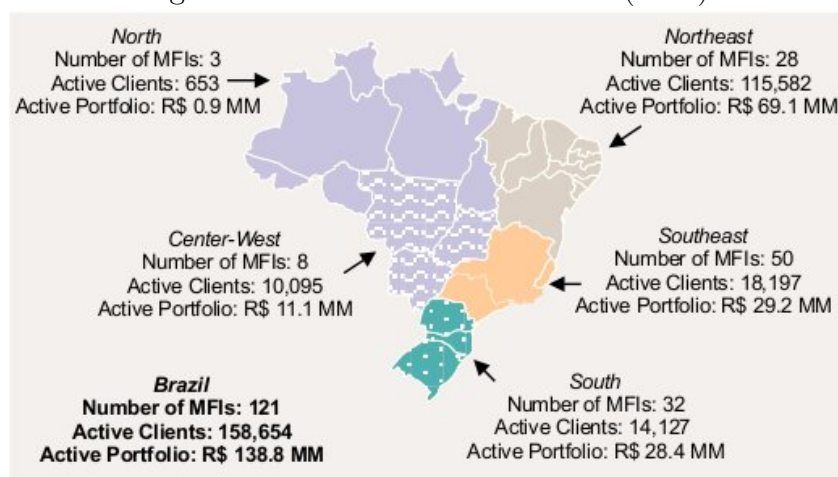 North
Number of MFIs: 3
Active Clients: 653
Active Portfolio: R$ 0.9 MM
Northeast
Number of MFIs: 28
Active Clients: 115,582
Active Portfolio: R$ 69.1 MM
Center-West
Number of MFIs: 8
Active Clients: 10,095
Active Portfolio: R$ 11.1 MM
Southeast
Number of MFIs: 50
Active Clients: 18,197
Active Portfolio: R$ 29.2 MM
Brazil
Number of MFIs: 121
Active Clients: 158,654
Active Portfolio: R$ 138.8 MM
South
Number of MFIs: 32
Active Clients: 14,127
Active Portfolio: R$ 28.4 MM